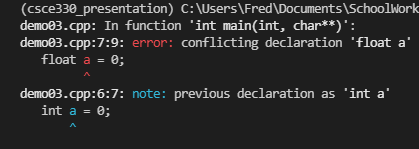 (csce330_presentation) C:\Users\Fred\Documents\SchoolWork
demo03.cpp: In function 'int main(int, char**)':
demo03.cpp:7:9: error: conflicting declaration 'float a'
   float a = 0;
         ^
demo03.cpp:6:7: note: previous declaration as 'int a'
   int a = 0;
       ^